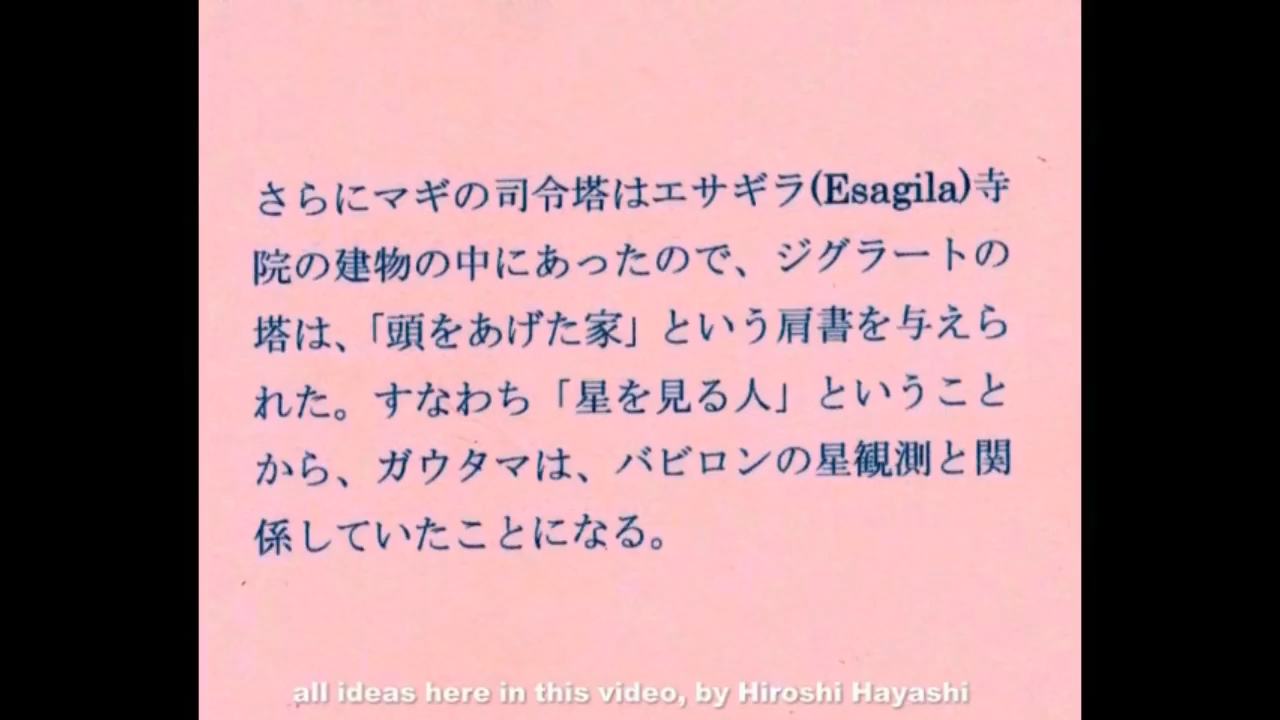 さらにマギの司令塔はエサギラ(Esagila)寺
院の建物の中にあったので、ジグラートの
塔は、「頭をあげた家」という肩書を与えら
れた。すなわち「星を見る人」ということ
から、ガウタマは、バビロンの星観測と関
係していたことになる。
all ideas here in this video, by Hiroshi Hayashi